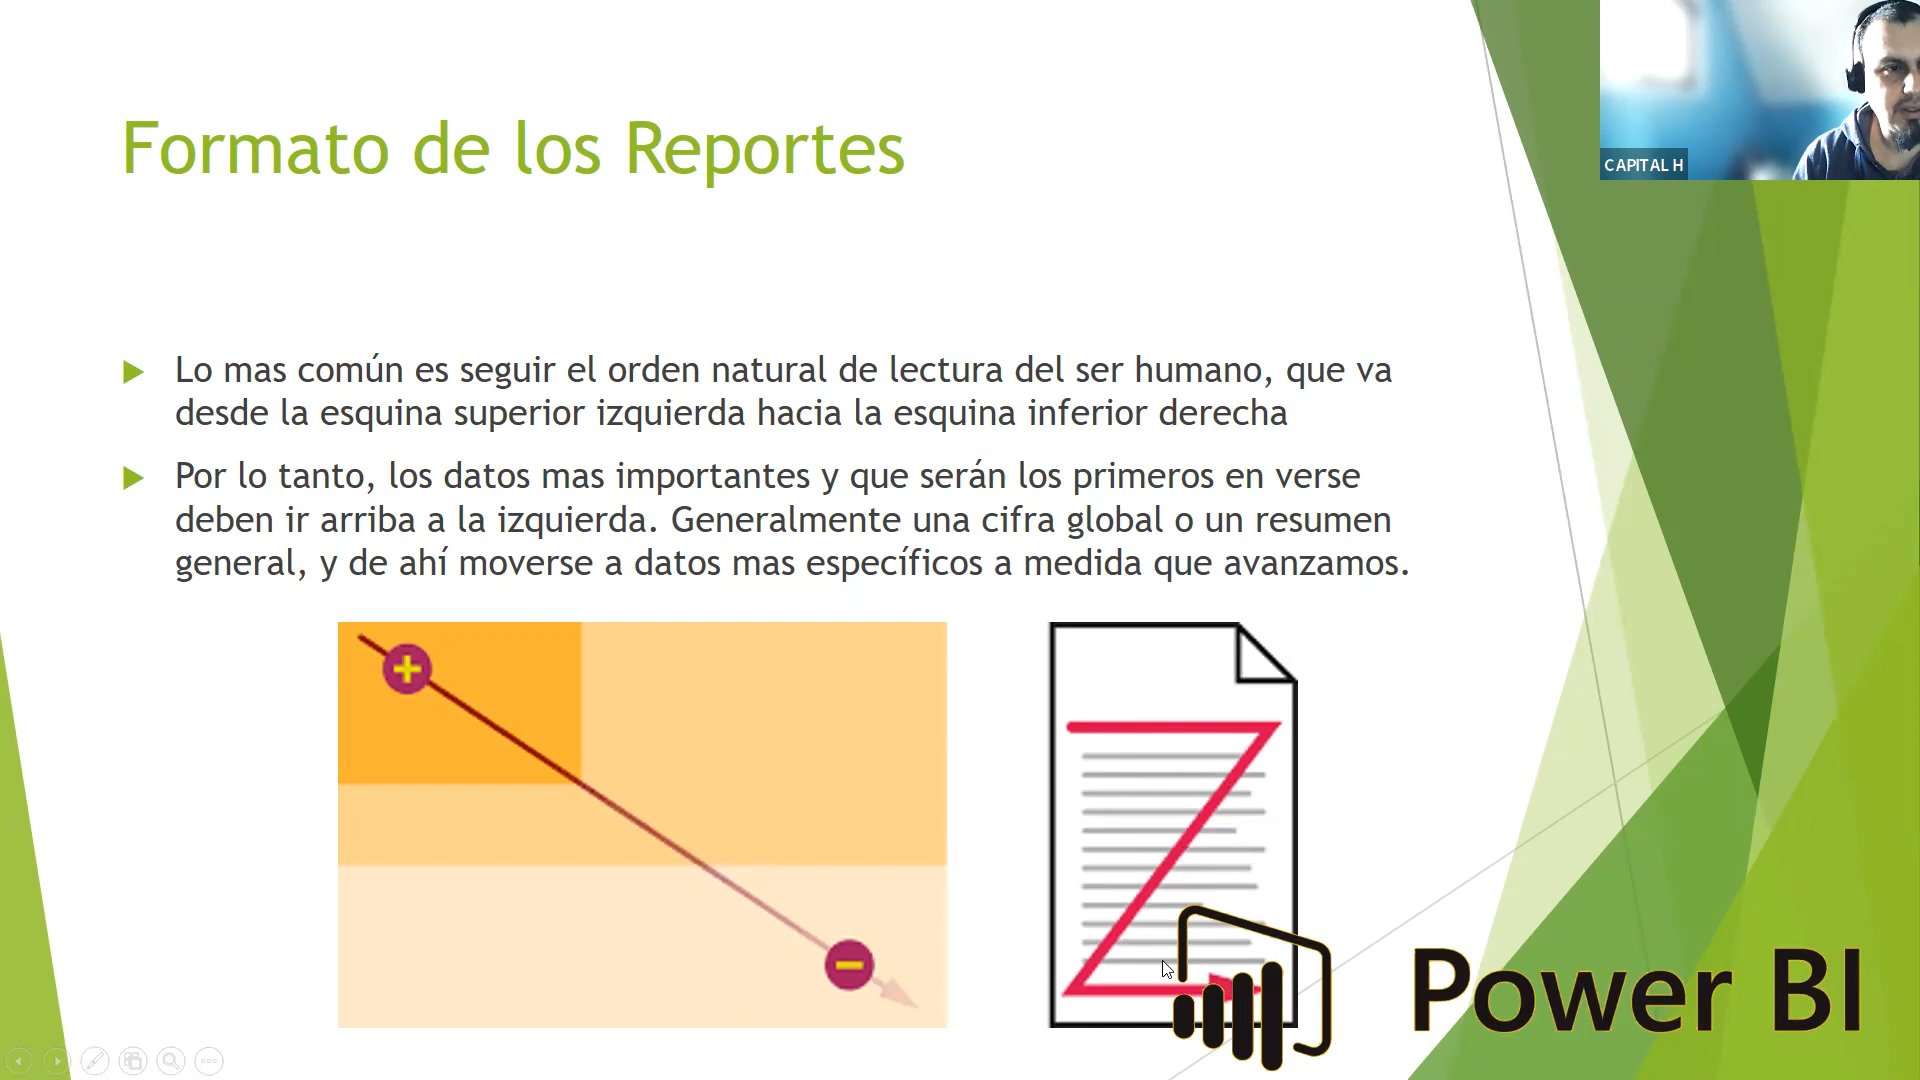 Formato de los Reportes
CAPITAL H
Lo mas común es seguir el orden natural de lectura del ser humano, que va
desde la esquina superior izquierda hacia la esquina inferior derecha
Por lo tanto, los datos mas importantes y que serán los primeros en verse
deben ir arriba a la izquierda. Generalmente una cifra global o un resumen
general, y de ahí moverse a datos mas específicos a medida que avanzamos.
Power BI